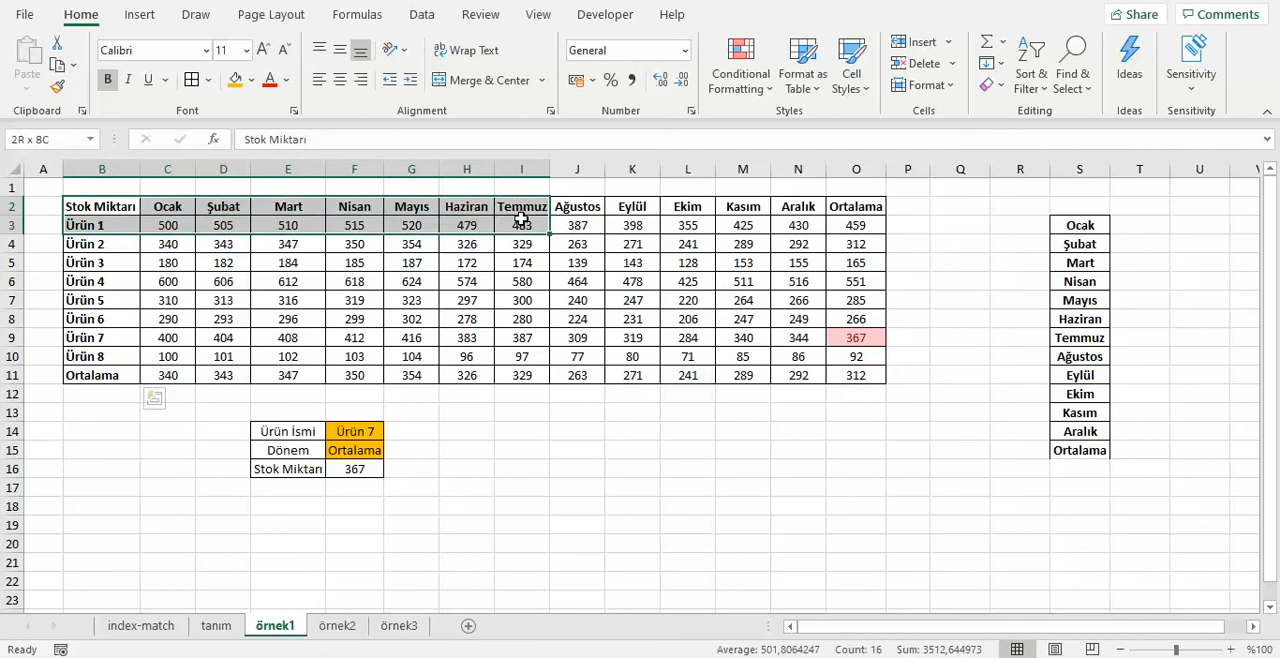 File Home Insert Draw Page Layout Formulas Data Review View Developer Help Share Comments
Paste
Clipboard
Calibri 11
B I U
Font
Wrap Text
Merge & Center
Alignment
General
%
Number
Conditional Formatting
Format as Table
Cell Styles
Styles
Insert
Delete
Format
Cells
Sort & Filter
Find & Select
Editing
Ideas
Ideas
Sensitivity
Sensitivity
2R x 8C fx Stok Miktarı
A B C D E F G H I J K L M N O P Q R S T U
1
2 Stok Miktarı Ocak Şubat Mart Nisan Mayıs Haziran Temmuz Ağustos Eylül Ekim Kasım Aralık Ortalama
3 Ürün 1 500 505 510 515 520 479 483 387 398 355 425 430 459 Ocak
4 Ürün 2 340 343 347 350 354 326 329 263 271 241 289 292 312 Şubat
5 Ürün 3 180 182 184 185 187 172 174 139 143 128 153 155 165 Mart
6 Ürün 4 600 606 612 618 624 574 580 464 478 425 511 516 551 Nisan
7 Ürün 5 310 313 316 319 323 297 300 240 247 220 264 266 285 Mayıs
8 Ürün 6 290 293 296 299 302 278 280 224 231 206 247 249 266 Haziran
9 Ürün 7 400 404 408 412 416 383 387 309 319 284 340 344 367 Temmuz
10 Ürün 8 100 101 102 103 104 96 97 77 80 71 85 86 92 Ağustos
11 Ortalama 340 343 347 350 354 326 329 263 271 241 289 292 312 Eylül
12 Ekim
13 Kasım
14 Ürün İsmi Ürün 7 Aralık
15 Dönem Ortalama Ortalama
16 Stok Miktarı 367
17
18
19
20
21
22
23
index-match tanım örnek1 örnek2 örnek3
Ready Average: 501,8064247 Count: 16 Sum: 3512,644973 %100